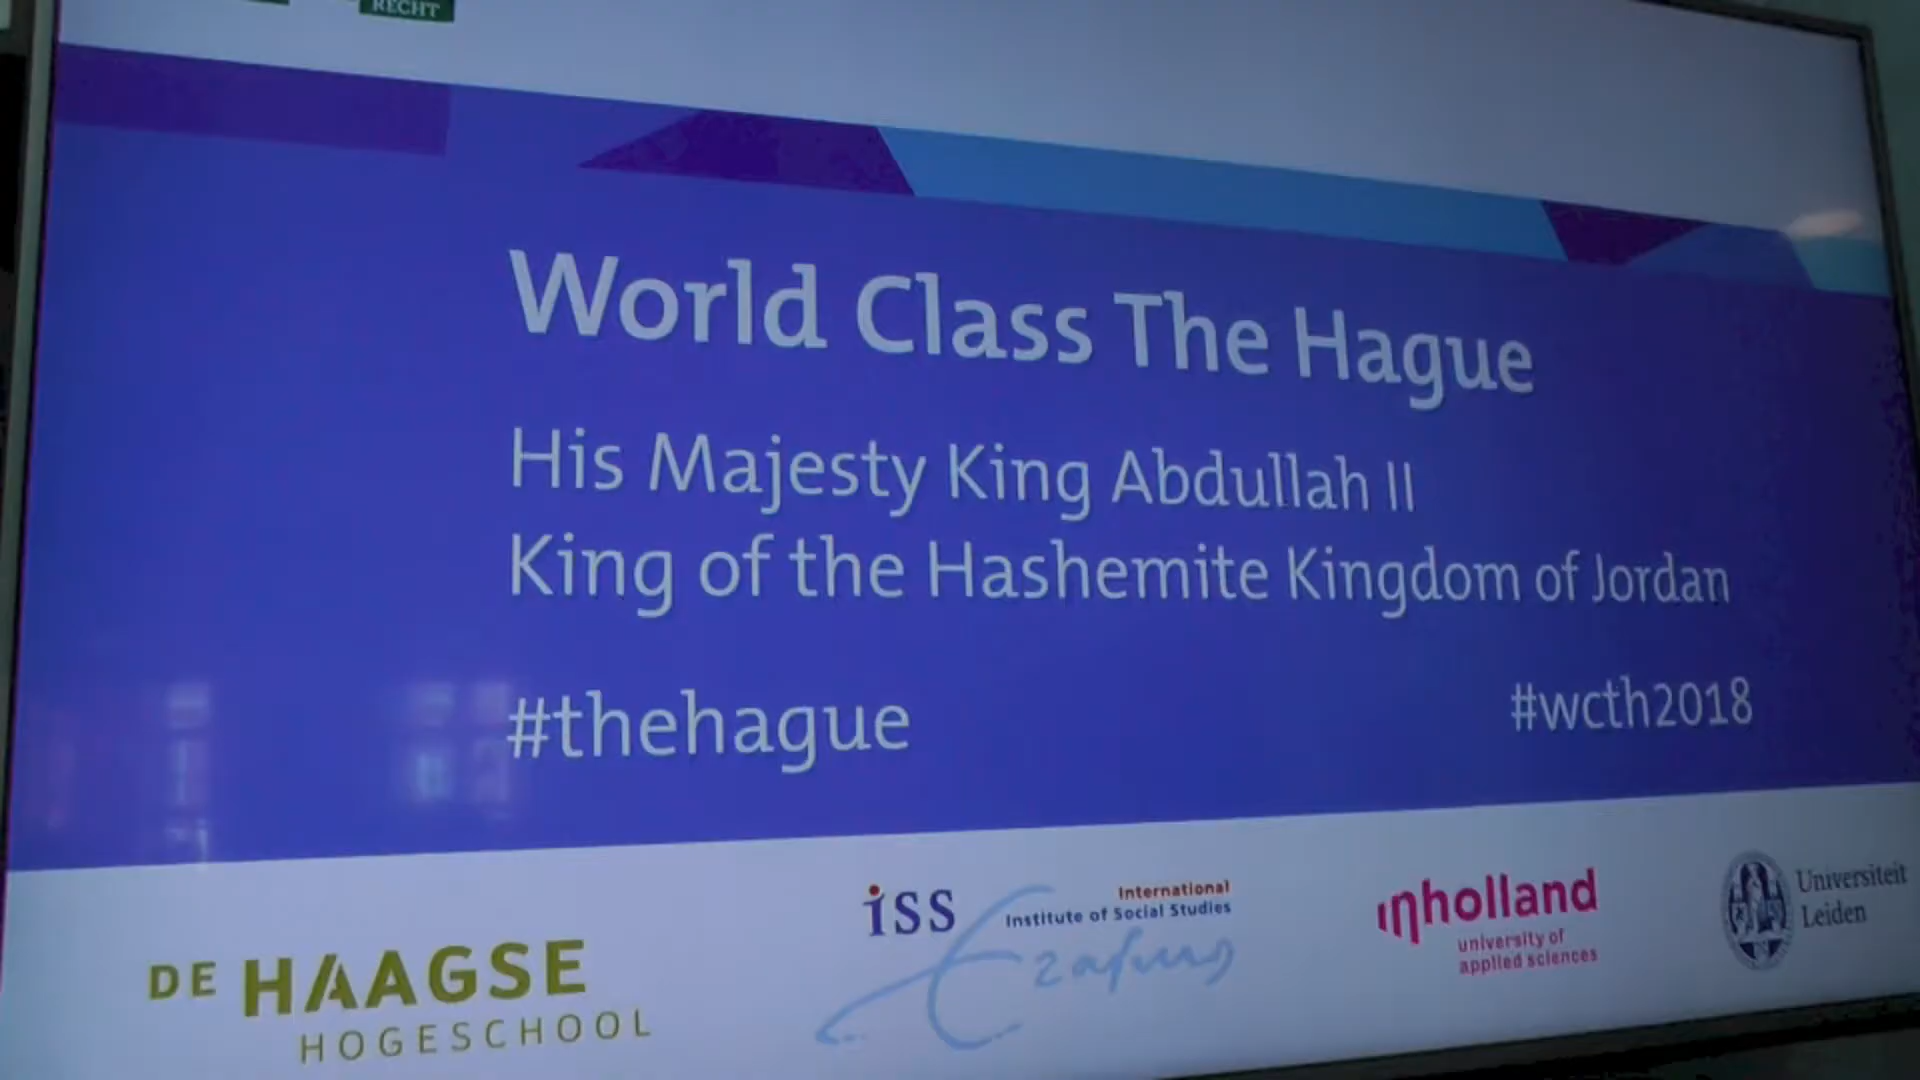 RECHT
World Class The Hague
His Majesty King Abdullah II
King of the Hashemite Kingdom of Jordan
#thehague
#wcth2018
DE HAAGSE
HOGESCHOOL
iss
International
Institute of Social Studies
Erasmus
inholland
university of
applied sciences
Universiteit
Leiden